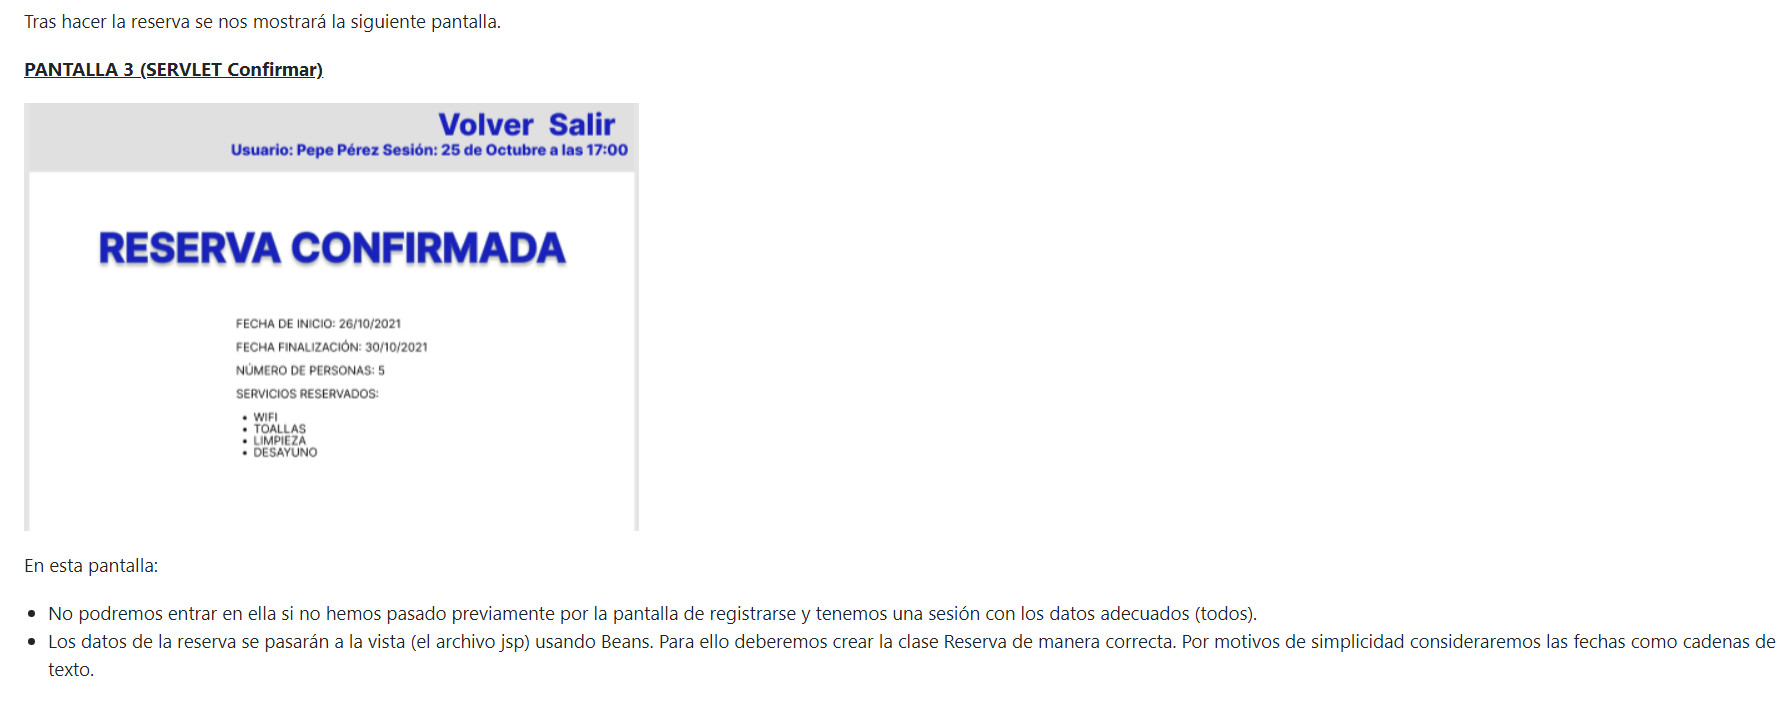 Tras hacer la reserva se nos mostrará la siguiente pantalla.
PANTALLA 3 (SERVLET Confirmar)
Volver Salir
Usuario: Pepe Pérez Sesión: 25 de Octubre a las 17:00
RESERVA CONFIRMADA
FECHA DE INICIO: 26/10/2021
FECHA FINALIZACIÓN: 30/10/2021
NÚMERO DE PERSONAS: 5
SERVICIOS RESERVADOS:
• WIFI
• TOALLAS
• LIMPIEZA
• DESAYUNO
En esta pantalla:
• No podremos entrar en ella si no hemos pasado previamente por la pantalla de registrarse y tenemos una sesión con los datos adecuados (todos).
• Los datos de la reserva se pasarán a la vista (el archivo jsp) usando Beans. Para ello deberemos crear la clase Reserva de manera correcta. Por motivos de simplicidad consideraremos las fechas como cadenas de
texto.